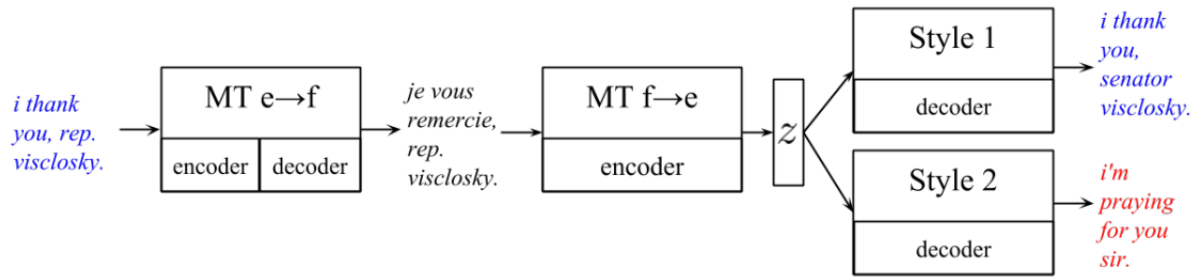 i thank
you, rep.
visclosky.
MT e→f
encoder
decoder
je vous
remercie,
rep.
visclosky.
MT f→e
encoder
z
Style 1
decoder
i thank
you,
senator
visclosky.
Style 2
decoder
i'm
praying
for you
sir.